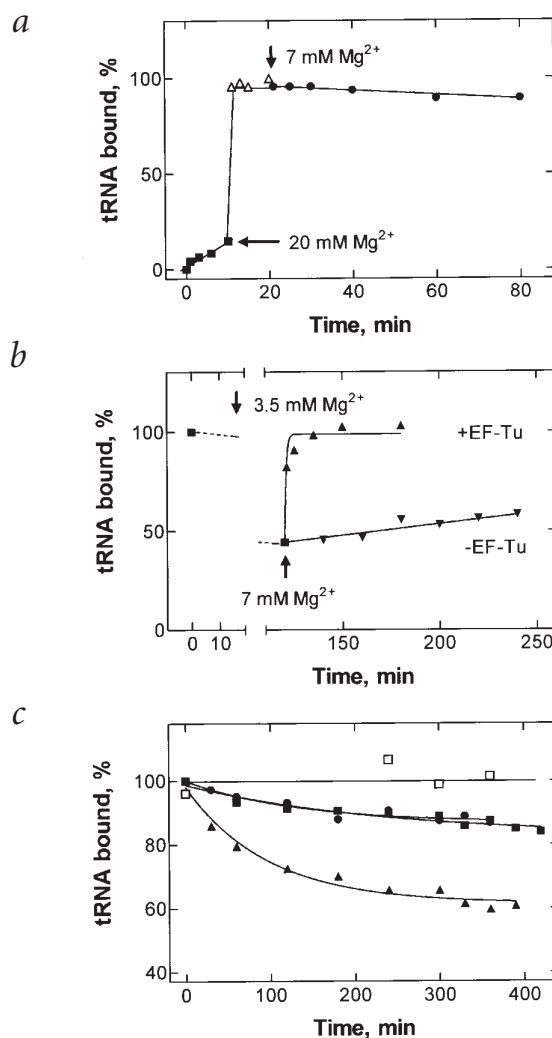 a
7 mM Mg²⁺
tRNA bound, %
100
50
0
20 mM Mg²⁺
0 20 40 60 80
Time, min
b
3.5 mM Mg²⁺
tRNA bound, %
100
+EF-Tu
50
-EF-Tu
7 mM Mg²⁺
0
0 10 150 200 250
Time, min
c
tRNA bound, %
100
80
60
40
0 100 200 300 400
Time, min